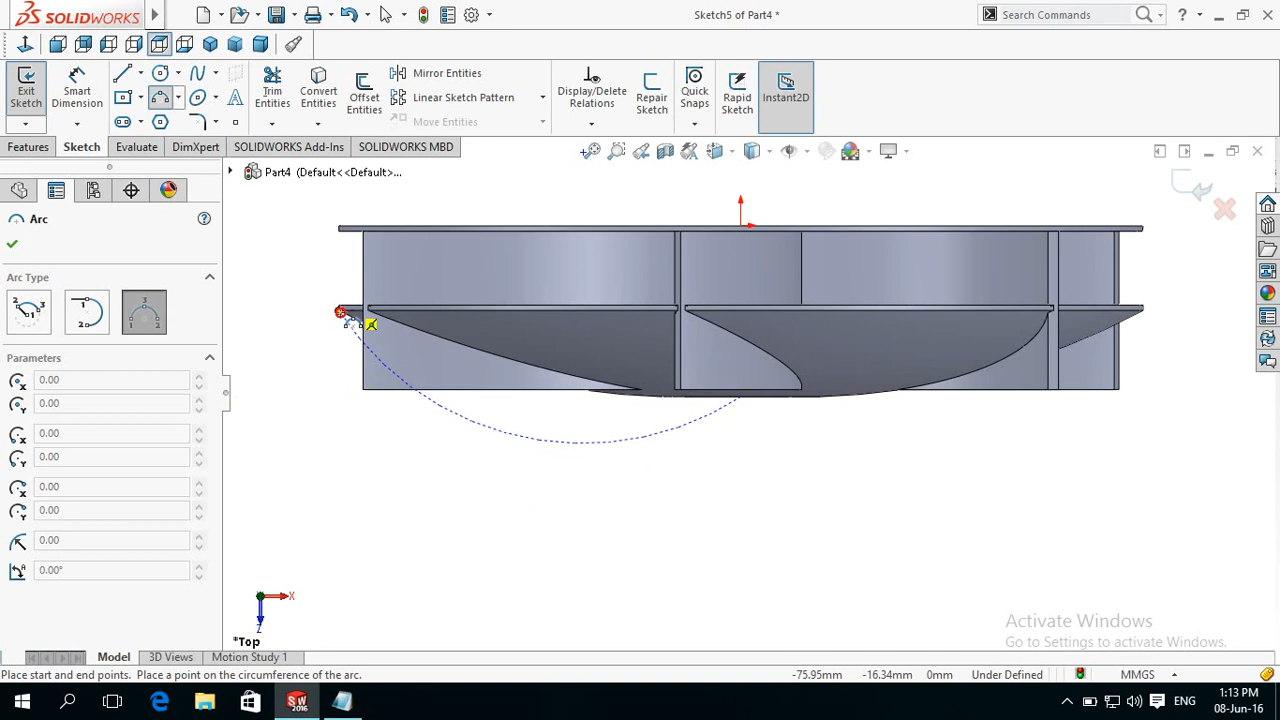 SOLIDWORKS
Sketch5 of Part4 *
Search Commands
?
Exit Sketch
Smart Dimension
Trim Entities
Convert Entities
Offset Entities
Mirror Entities
Linear Sketch Pattern
Move Entities
Display/Delete Relations
Repair Sketch
Quick Snaps
Rapid Sketch
Instant2D
Features
Sketch
Evaluate
DimXpert
SOLIDWORKS Add-Ins
SOLIDWORKS MBD
Part4 (Default<<Default>...
Arc
?
Arc Type
Parameters
0.00
0.00
0.00
0.00
0.00
0.00
0.00
0.00°
X
Z
*Top
Activate Windows
Go to Settings to activate Windows.
Model
3D Views
Motion Study 1
Place start and end points. Place a point on the circumference of the arc.
-75.95mm
-16.34mm
0mm
Under Defined
MMGS
ENG
1:13 PM
08-Jun-16